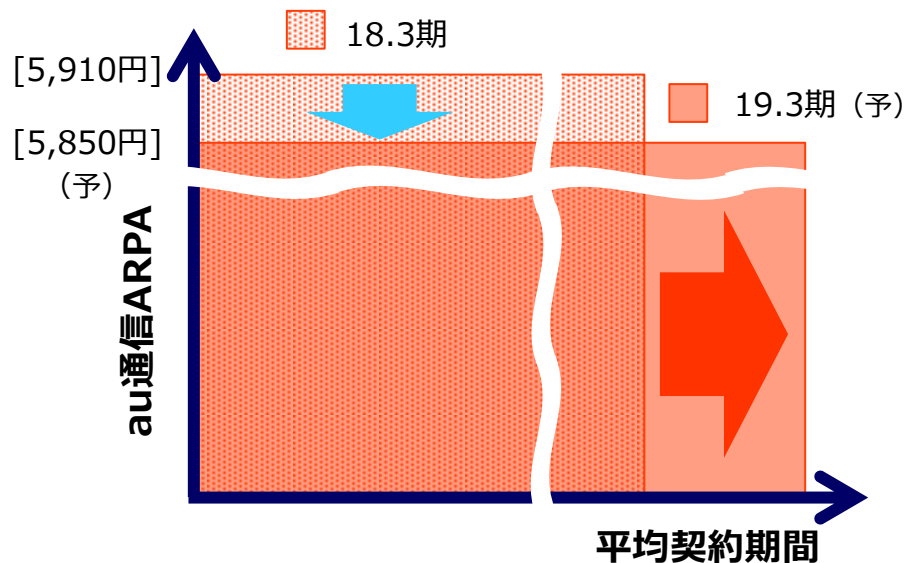 18.3期
[5,910円]
19.3期（予）
[5,850円]
（予）
au通信ARPA
平均契約期間